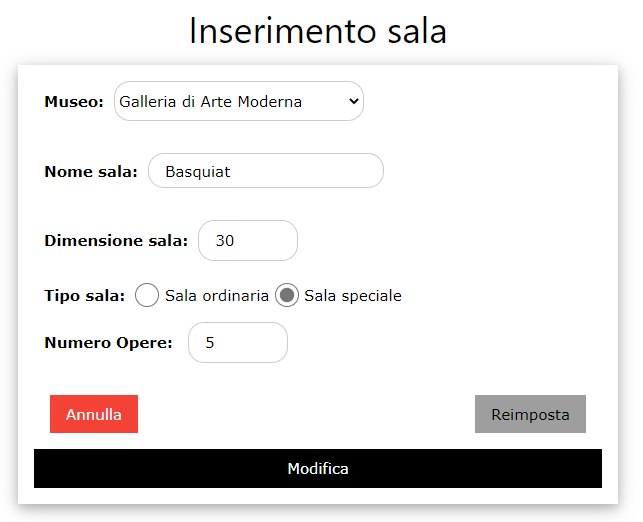 Inserimento sala
Museo: Galleria di Arte Moderna
Nome sala: Basquiat
Dimensione sala: 30
Tipo sala: Sala ordinaria Sala speciale
Numero Opere: 5
Annulla Reimposta
Modifica